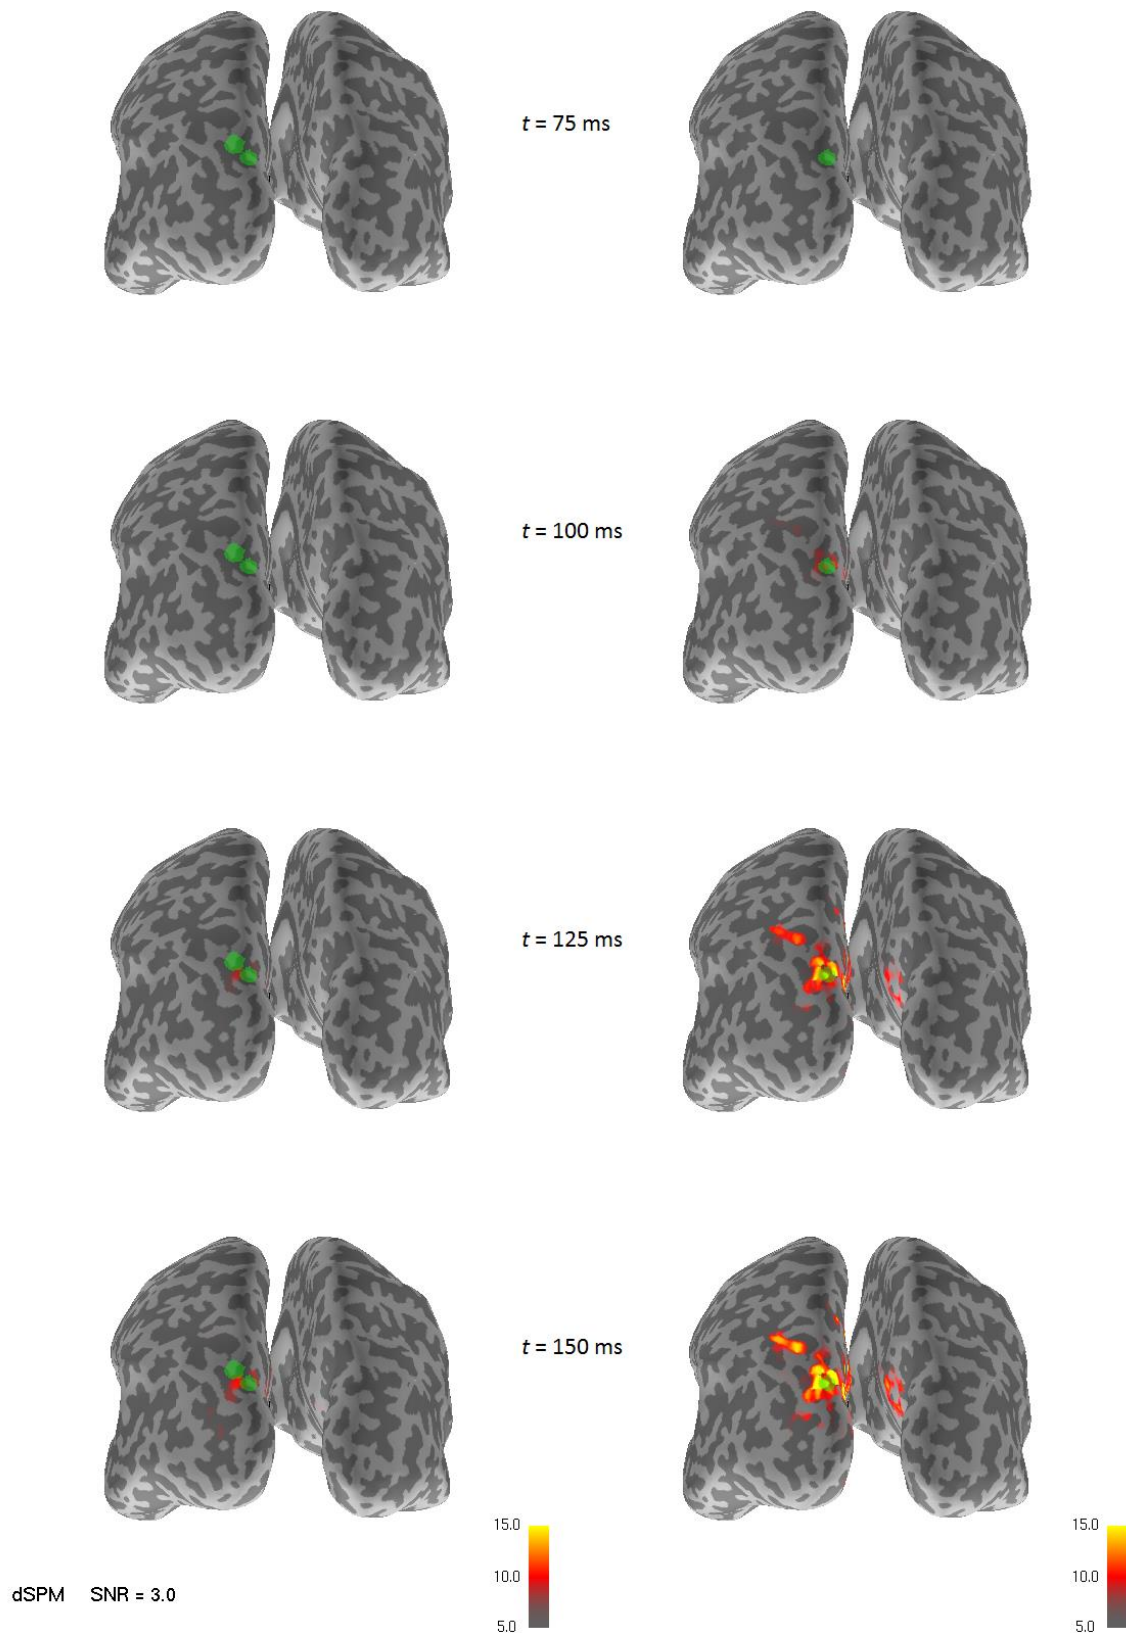 t = 75 ms
t = 100 ms
t = 125 ms
t = 150 ms
15.0
10.0
5.0
15.0
10.0
5.0
dSPM SNR = 3.0